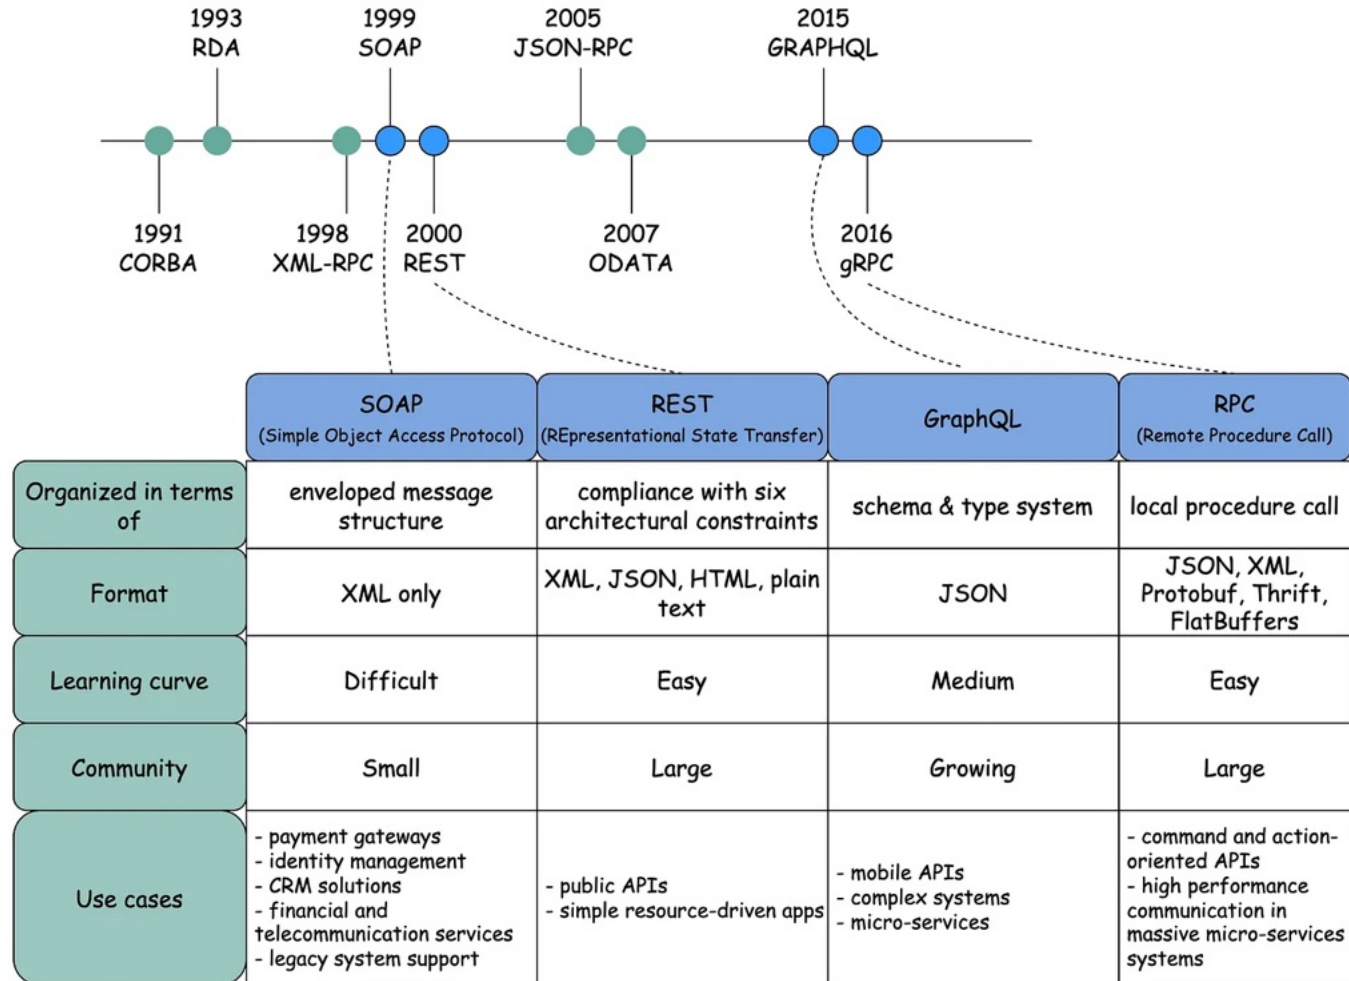 1993
RDA
1999
SOAP
2005
JSON-RPC
2015
GRAPHQL
1991
CORBA
1998
XML-RPC
2000
REST
2007
ODATA
2016
gRPC
SOAP
(Simple Object Access Protocol)
REST
(REpresentational State Transfer)
GraphQL
RPC
(Remote Procedure Call)
Organized in terms
of
enveloped message
structure
compliance with six
architectural constraints
schema & type system
local procedure call
Format
XML only
XML, JSON, HTML, plain
text
JSON
JSON, XML,
Protobuf, Thrift,
FlatBuffers
Learning curve
Difficult
Easy
Medium
Easy
Community
Small
Large
Growing
Large
Use cases
- payment gateways
- identity management
- CRM solutions
- financial and
telecommunication services
- legacy system support
- public APIs
- simple resource-driven apps
- mobile APIs
- complex systems
- micro-services
- command and action-
oriented APIs
- high performance
communication in
massive micro-services
systems